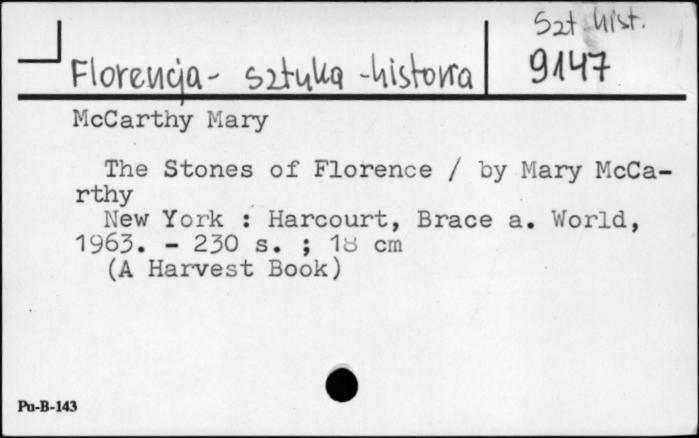 Szt. hist.
9147
Florencja - sztuka - historia
McCarthy Mary
The Stones of Florence / by Mary McCa-
rthy
New York : Harcourt, Brace a. World,
1963. - 230 s. ; 18 cm
(A Harvest Book)
Pu-B-143